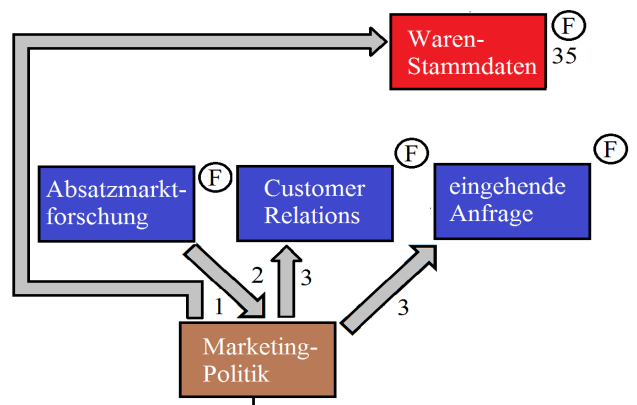 F
Waren-
Stammdaten
35
F
F
F
Absatzmarkt-
forschung
Customer
Relations
eingehende
Anfrage
2
3
1
3
Marketing-
Politik